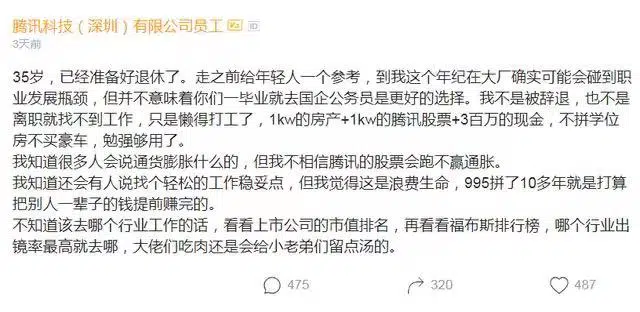 腾讯科技（深圳）有限公司员工 ID
3天前
35岁，已经准备好退休了。走之前给年轻人一个参考，到我这个年纪在大厂确实可能会碰到职
业发展瓶颈，但并不意味着你们一毕业就去国企公务员是更好的选择。我不是被辞退，也不是
离职就找不到工作，只是懒得打工了，1kw的房产+1kw的腾讯股票+3百万的现金，不拼学位
房不买豪车，勉强够用了。
我知道很多人会说通货膨胀什么的，但我不相信腾讯的股票会跑不赢通胀。
我知道还会有人说找个轻松的工作稳妥点，但我觉得这是浪费生命，995拼了10多年就是打算
把别人一辈子的钱提前赚完的。
不知道该去哪个行业工作的话，看看上市公司的市值排名，再看看福布斯排行榜，哪个行业出
镜率最高就去哪，大佬们吃肉还是会给小老弟们留点汤的。
475 320 487